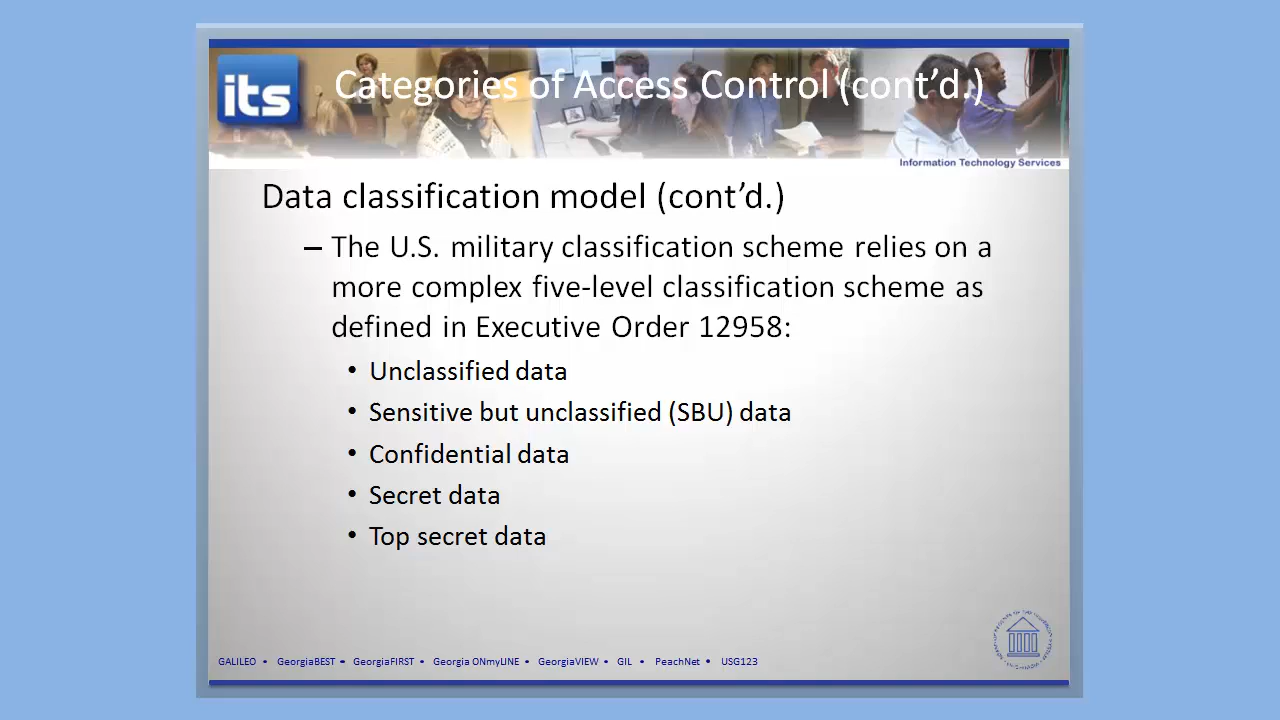 its
Categories of Access Control (cont’d.)
Information Technology Services
Data classification model (cont’d.)
– The U.S. military classification scheme relies on a
more complex five-level classification scheme as
defined in Executive Order 12958:
• Unclassified data
• Sensitive but unclassified (SBU) data
• Confidential data
• Secret data
• Top secret data
GALILEO • GeorgiaBEST • GeorgiaFIRST • Georgia ONmyLINE • GeorgiaVIEW • GIL • PeachNet • USG123